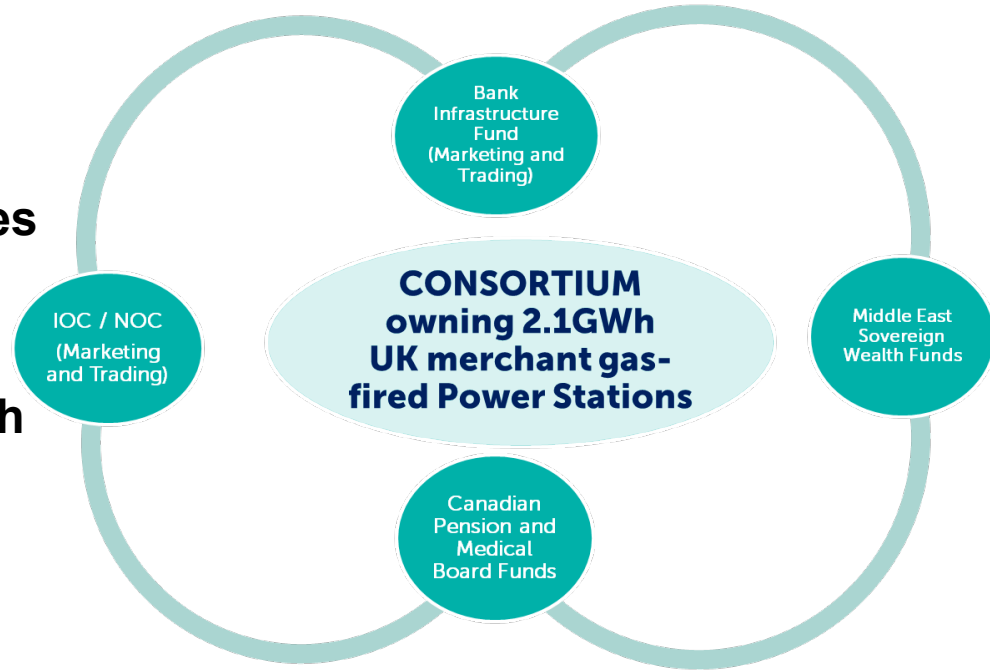 Bank
Infrastructure
Fund
(Marketing and
Trading)
es
CONSORTIUM
owning 2.1GWh
UK merchant gas-
fired Power Stations
IOC / NOC
(Marketing
and Trading)
Middle East
Sovereign
Wealth Funds
h
Canadian
Pension and
Medical
Board Funds